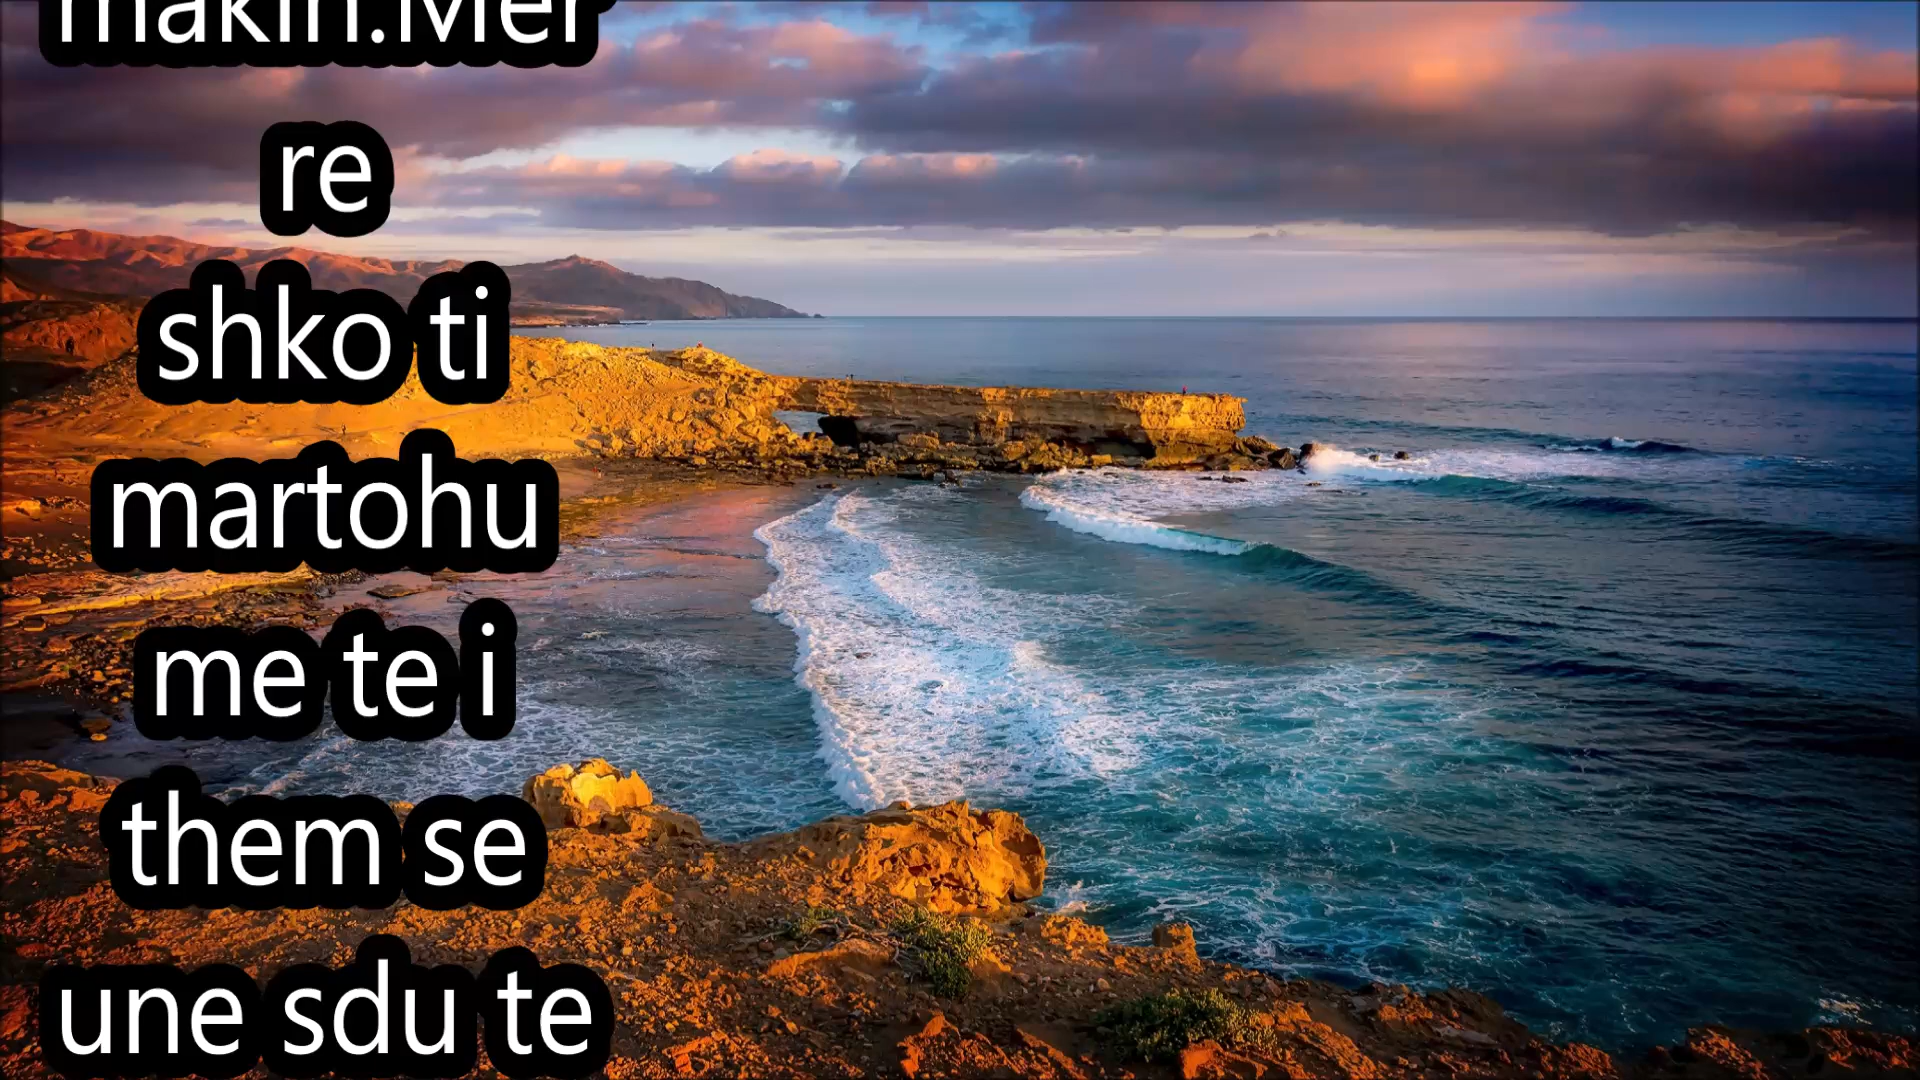 makin.Mer
re
shko ti
martohu
me te i
them se
une sdu te